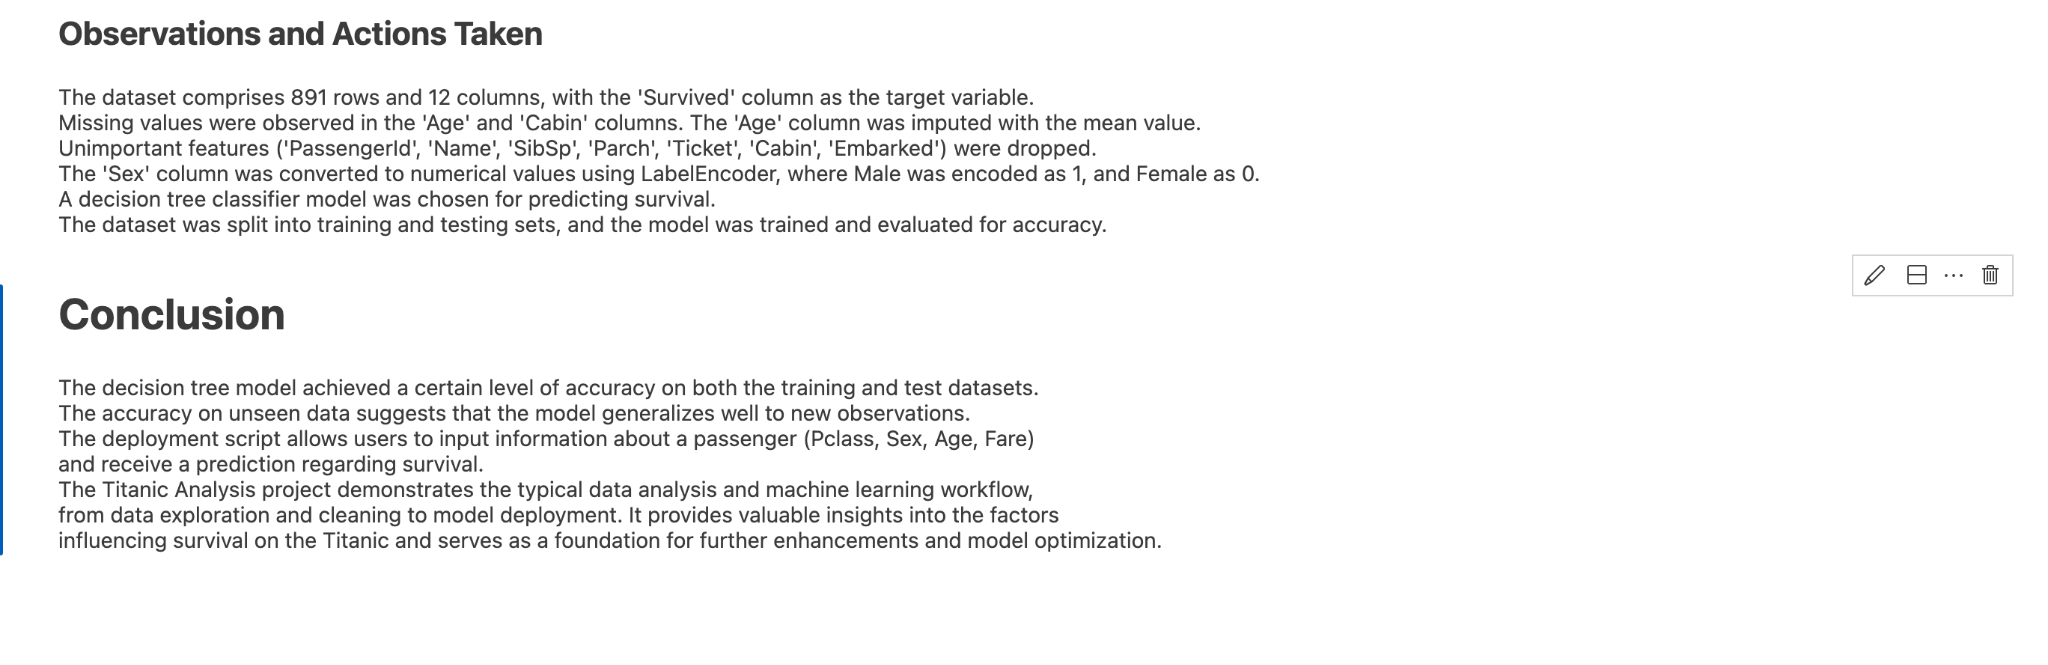 Observations and Actions Taken
The dataset comprises 891 rows and 12 columns, with the 'Survived' column as the target variable.
Missing values were observed in the 'Age' and 'Cabin' columns. The 'Age' column was imputed with the mean value.
Unimportant features ('PassengerId', 'Name', 'SibSp', 'Parch', 'Ticket', 'Cabin', 'Embarked') were dropped.
The 'Sex' column was converted to numerical values using LabelEncoder, where Male was encoded as 1, and Female as 0.
A decision tree classifier model was chosen for predicting survival.
The dataset was split into training and testing sets, and the model was trained and evaluated for accuracy.
Conclusion
The decision tree model achieved a certain level of accuracy on both the training and test datasets.
The accuracy on unseen data suggests that the model generalizes well to new observations.
The deployment script allows users to input information about a passenger (Pclass, Sex, Age, Fare)
and receive a prediction regarding survival.
The Titanic Analysis project demonstrates the typical data analysis and machine learning workflow,
from data exploration and cleaning to model deployment. It provides valuable insights into the factors
influencing survival on the Titanic and serves as a foundation for further enhancements and model optimization.